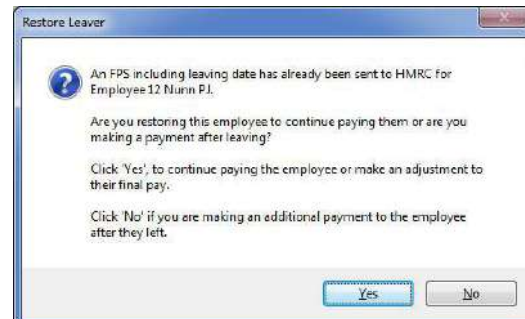 Restore Leaver
An FPS including leaving date has already been sent to HMRC for
Employee 12 Nunn PJ.
Are you restoring this employee to continue paying them or are you
making a payment after leaving?
Click 'Yes', to continue paying the employee or make an adjustment to
their final pay.
Click 'No' if you are making an additional payment to the employee
after they left.
Yes
No